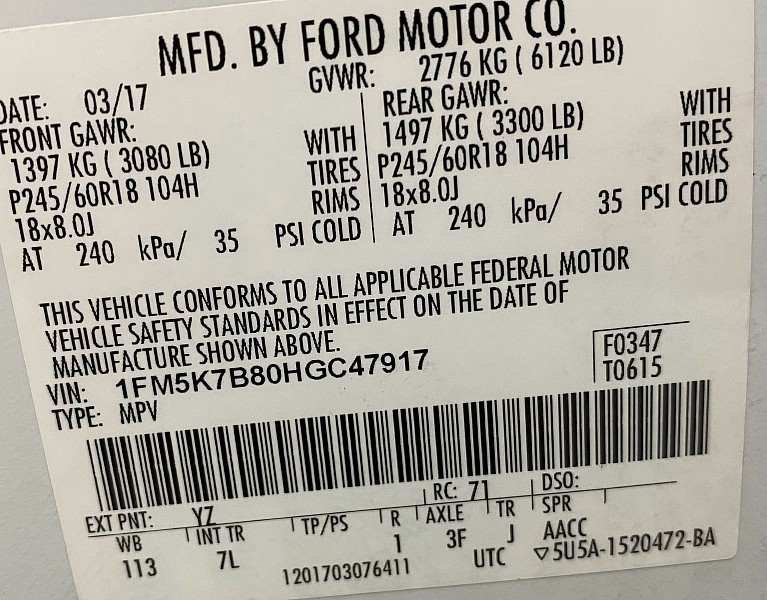 MFD. BY FORD MOTOR CO.
DATE: 03/17 GVWR: 2776 KG ( 6120 LB)
FRONT GAWR: REAR GAWR:
1397 KG ( 3080 LB) WITH 1497 KG ( 3300 LB) WITH
P245/60R18 104H TIRES P245/60R18 104H TIRES
18x8.0J RIMS 18x8.0J RIMS
AT 240 kPa/ 35 PSI COLD AT 240 kPa/ 35 PSI COLD
THIS VEHICLE CONFORMS TO ALL APPLICABLE FEDERAL MOTOR
VEHICLE SAFETY STANDARDS IN EFFECT ON THE DATE OF
MANUFACTURE SHOWN ABOVE.
VIN: 1FM5K7B80HGC47917 F0347
TYPE: MPV T0615
EXT PNT: YZ RC: 71 DSO:
WB INT TR TP/PS R AXLE TR SPR
113 7L 1 3F J AACC
1201703076411 UTC ▽5U5A-1520472-BA